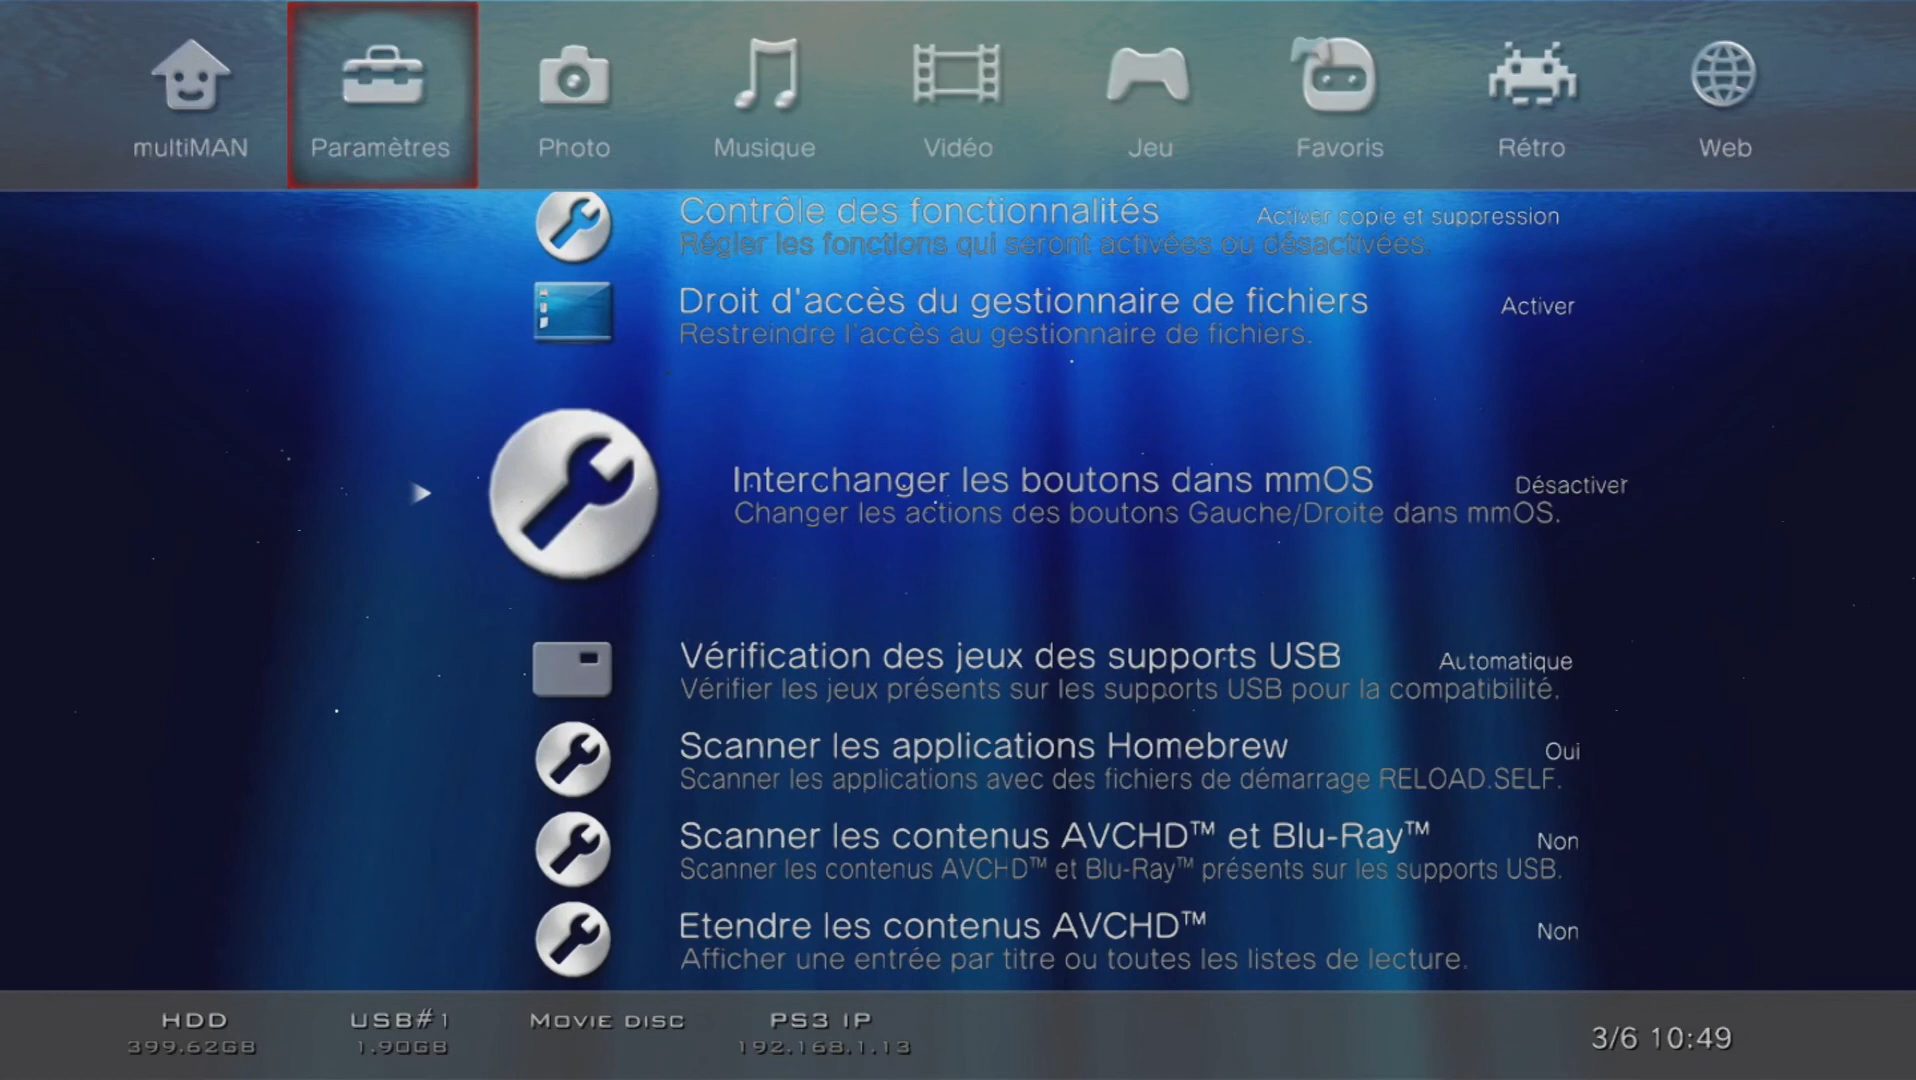 multiMAN
Paramètres
Photo
Musique
Vidéo
Jeu
Favoris
Rétro
Web
Contrôle des fonctionnalités
Activer copie et suppression
Régler les fonctions qui seront activées ou désactivées.
Droit d'accès du gestionnaire de fichiers
Activer
Restreindre l'accès au gestionnaire de fichiers.
Interchanger les boutons dans mmOS
Désactiver
Changer les actions des boutons Gauche/Droite dans mmOS.
Vérification des jeux des supports USB
Automatique
Vérifier les jeux présents sur les supports USB pour la compatibilité.
Scanner les applications Homebrew
Oui
Scanner les applications avec des fichiers de démarrage RELOAD.SELF.
Scanner les contenus AVCHD™ et Blu-Ray™
Non
Scanner les contenus AVCHD™ et Blu-Ray™ présents sur les supports USB.
Etendre les contenus AVCHD™
Non
Afficher une entrée par titre ou toutes les listes de lecture.
HDD
399.62GB
USB#1
1.90GB
Movie disc
PS3 IP
192.168.1.13
3/6 10:49